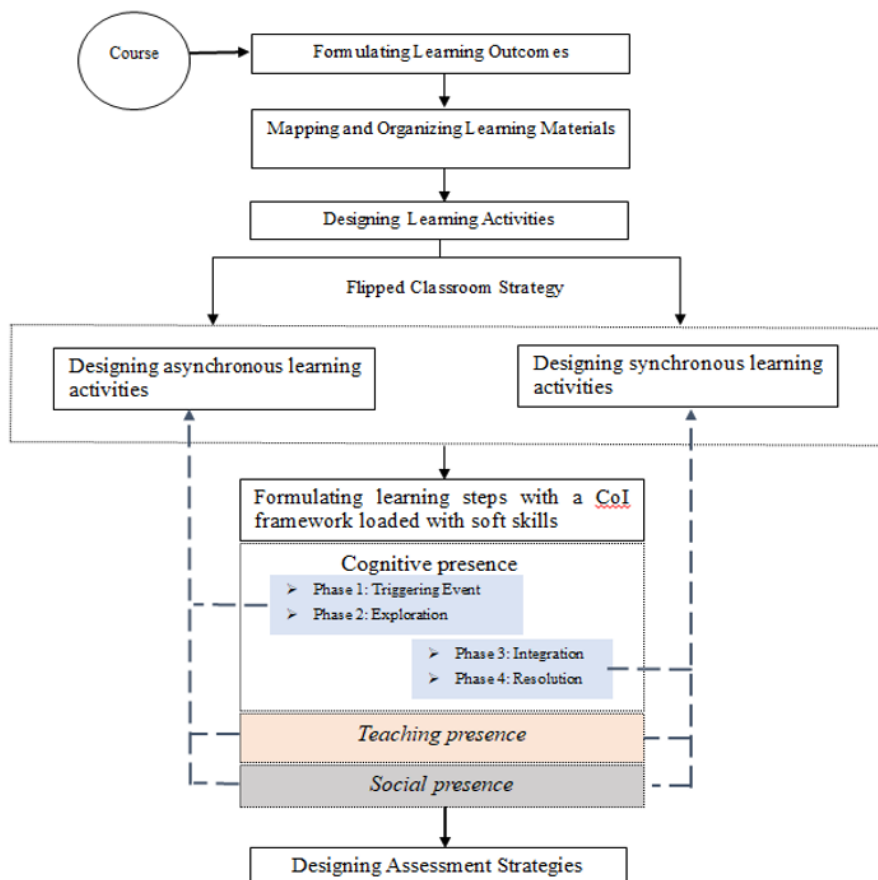 Course
Formulating Learning Outcomes
Mapping and Organizing Learning Materials
Designing Learning Activities
Flipped Classroom Strategy
Designing asynchronous learning
activities
Designing synchronous learning
activities
Formulating learning steps with a CoI
framework loaded with soft skills
Cognitive presence
➢ Phase 1: Triggering Event
➢ Phase 2: Exploration
➢ Phase 3: Integration
➢ Phase 4: Resolution
Teaching presence
Social presence
Designing Assessment Strategies